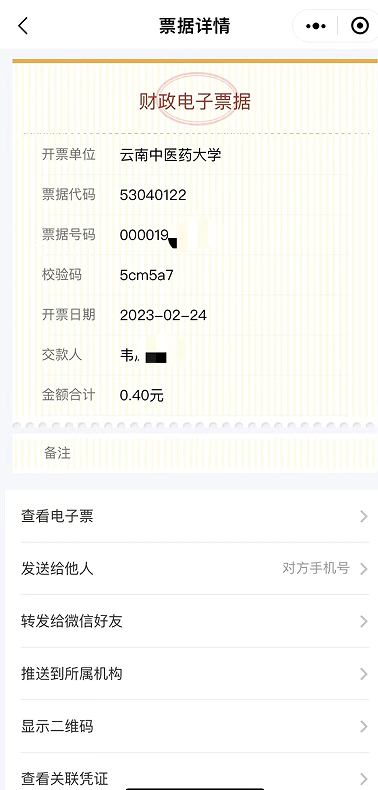 票据详情
财政电子票据
开票单位 云南中医药大学
票据代码 53040122
票据号码 000019
校验码 5cm5a7
开票日期 2023-02-24
交款人 韦
金额合计 0.40元
备注
查看电子票
发送给他人 对方手机号
转发给微信好友
推送到所属机构
显示二维码
查看关联凭证